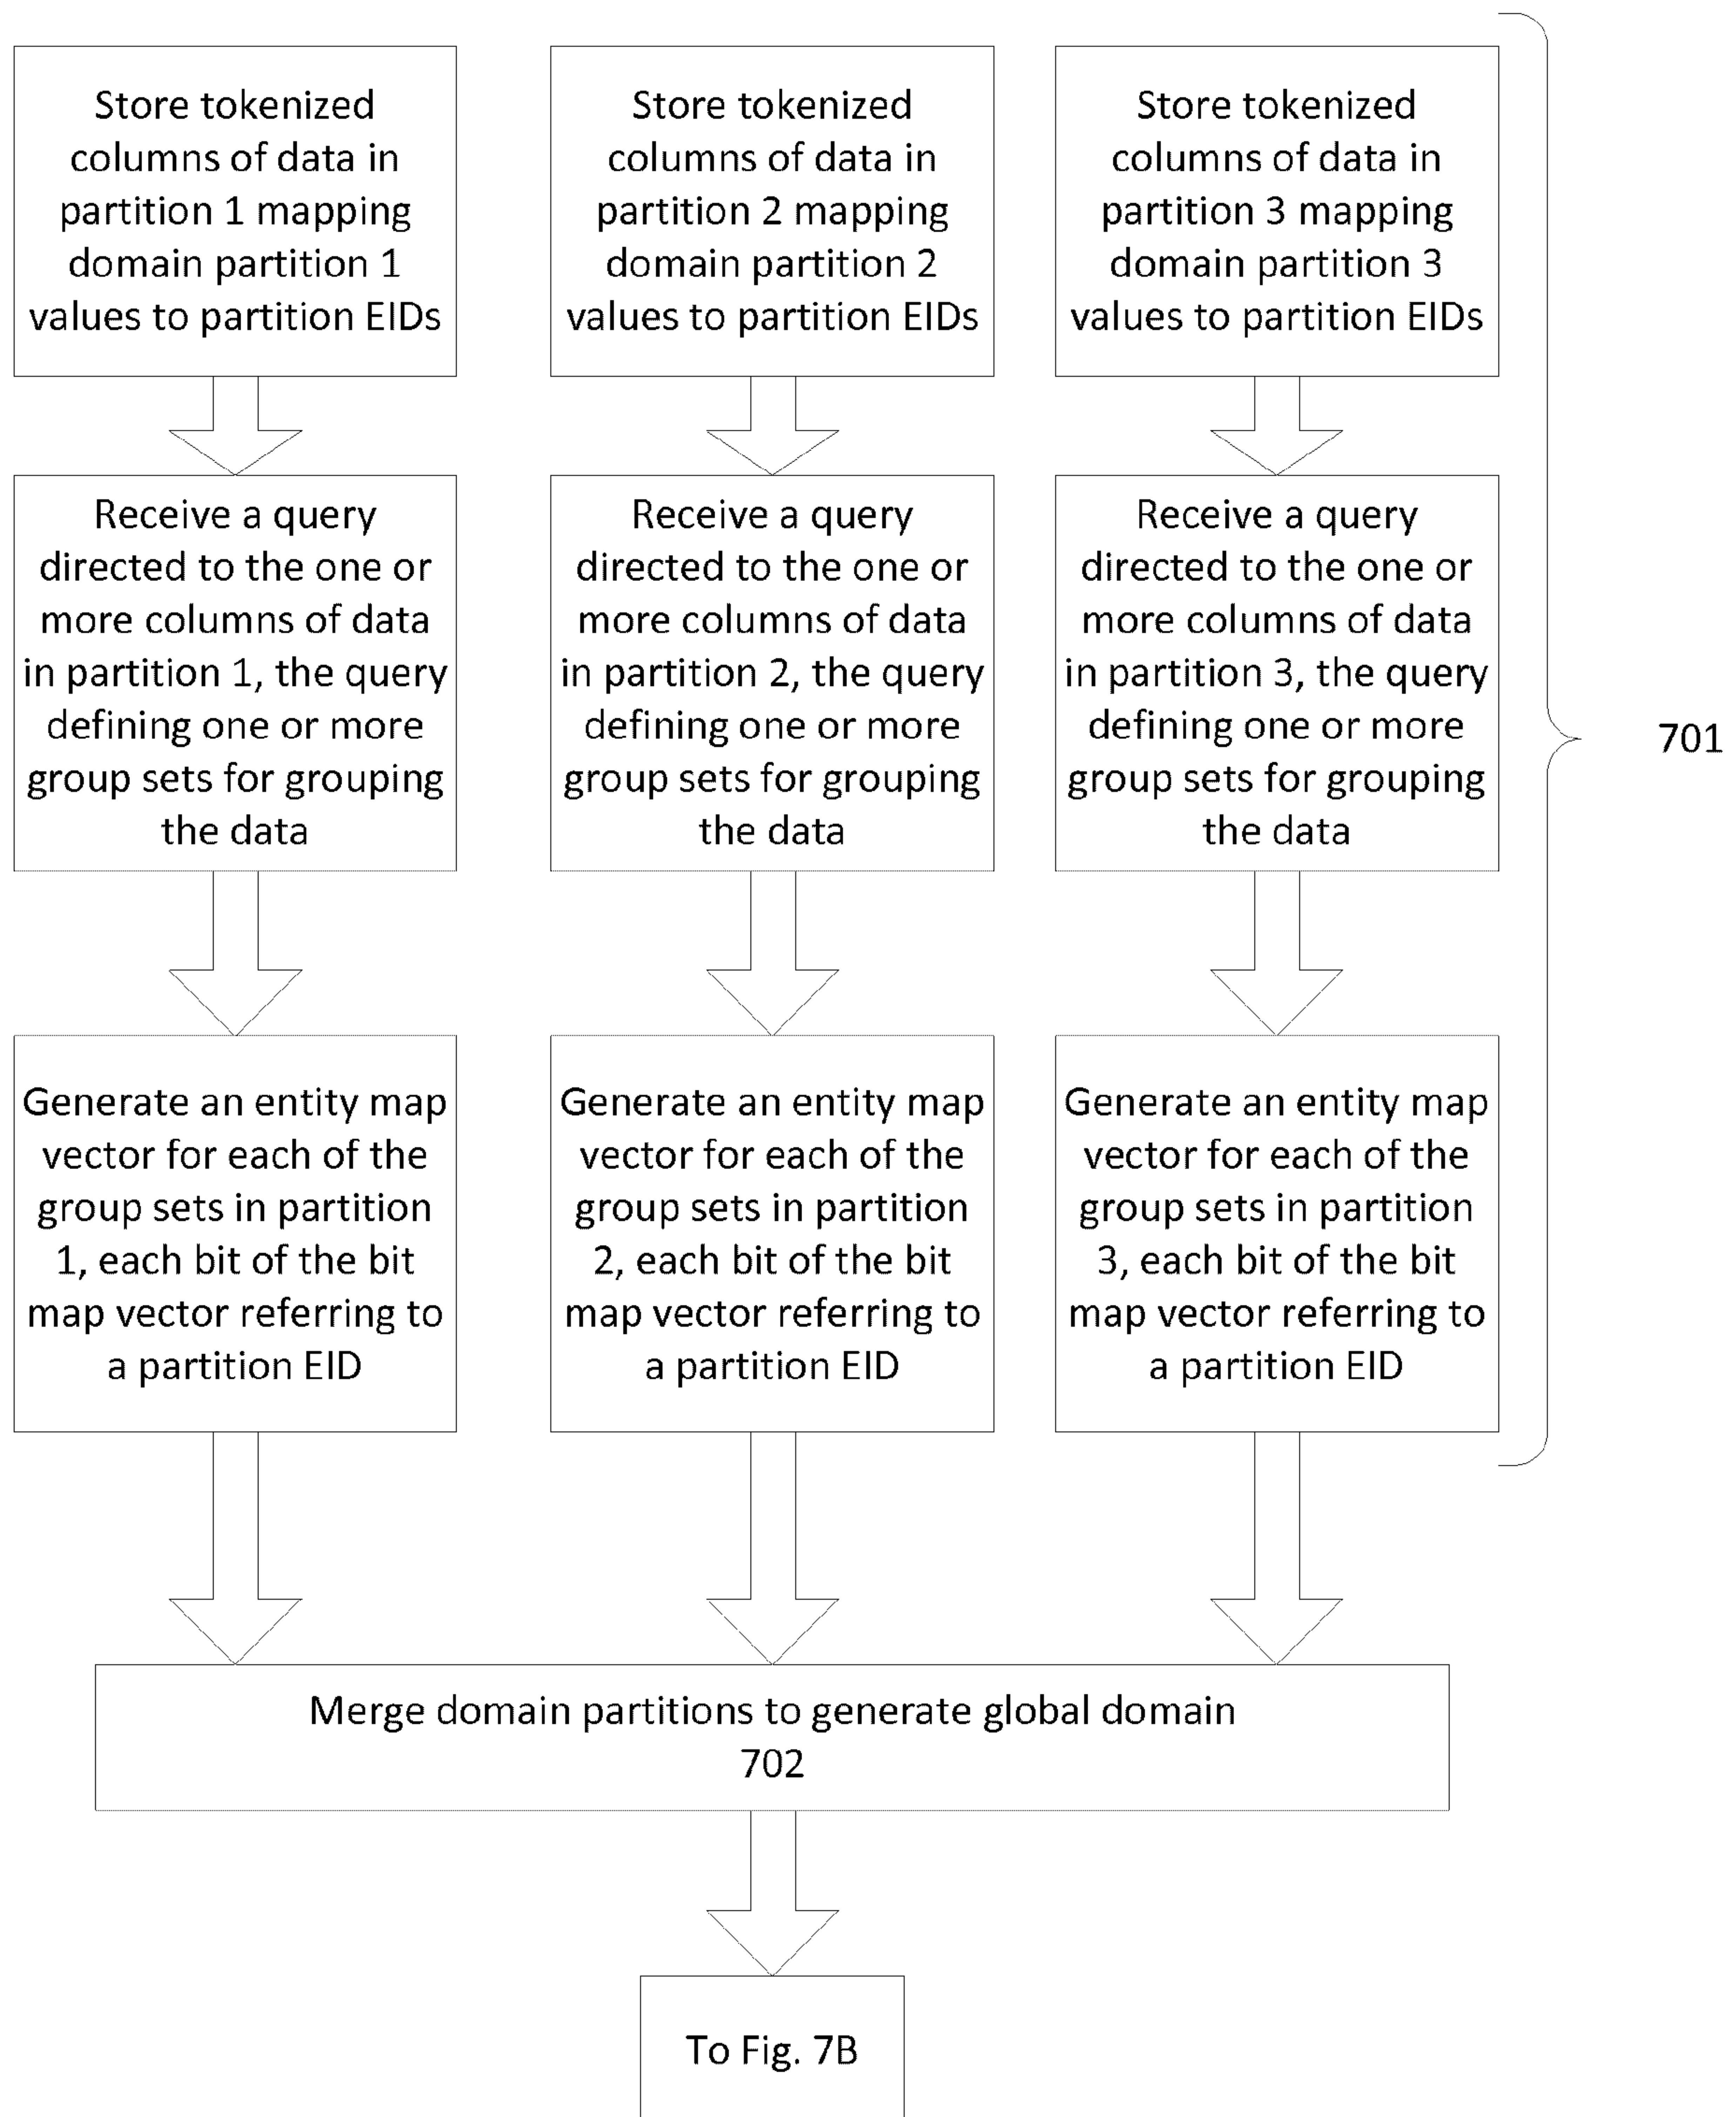 Store tokenized
columns of data in
partition 1 mapping
domain partition 1
values to partition EIDs
Store tokenized
columns of data in
partition 2 mapping
domain partition 2
values to partition EIDs
Store tokenized
columns of data in
partition 3 mapping
domain partition 3
values to partition EIDs
Receive a query
directed to the one or
more columns of data
in partition 1, the query
defining one or more
group sets for grouping
the data
Receive a query
directed to the one or
more columns of data
in partition 2, the query
defining one or more
group sets for grouping
the data
Receive a query
directed to the one or
more columns of data
in partition 3, the query
defining one or more
group sets for grouping
the data
701
Generate an entity map
vector for each of the
group sets in partition
1, each bit of the bit
map vector referring to
a partition EID
Generate an entity map
vector for each of the
group sets in partition
2, each bit of the bit
map vector referring to
a partition EID
Generate an entity map
vector for each of the
group sets in partition
3, each bit of the bit
map vector referring to
a partition EID
Merge domain partitions to generate global domain
702
To Fig. 7B